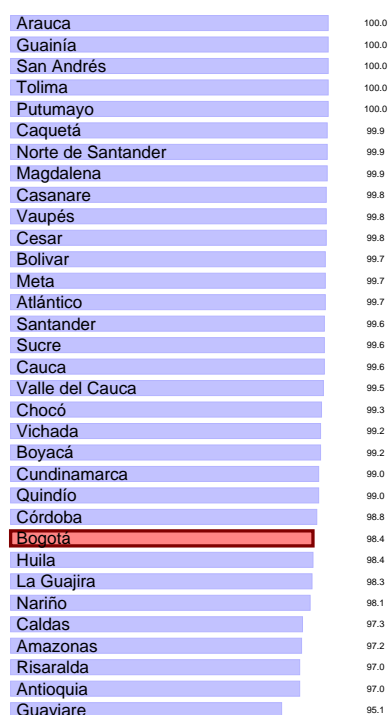 Arauca 100.0
Guainía 100.0
San Andrés 100.0
Tolima 100.0
Putumayo 100.0
Caquetá 99.9
Norte de Santander 99.9
Magdalena 99.9
Casanare 99.8
Vaupés 99.8
Cesar 99.8
Bolivar 99.7
Meta 99.7
Atlántico 99.7
Santander 99.6
Sucre 99.6
Cauca 99.6
Valle del Cauca 99.5
Chocó 99.3
Vichada 99.2
Boyacá 99.2
Cundinamarca 99.0
Quindío 99.0
Córdoba 98.8
Bogotá 98.4
Huila 98.4
La Guajira 98.3
Nariño 98.1
Caldas 97.3
Amazonas 97.2
Risaralda 97.0
Antioquia 97.0
Guaviare 95.1